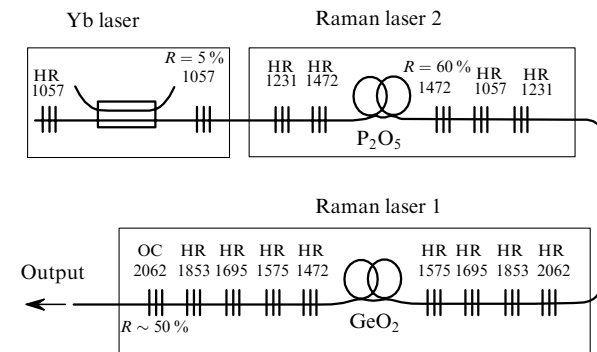 Yb laser
Raman laser 2
HR
1057
R = 5 %
1057
HR
1231
HR
1472
P₂O₅
R = 60 %
1472
HR
1057
HR
1231
Raman laser 1
Output
OC
2062
HR
1853
HR
1695
HR
1575
HR
1472
R ∼ 50 %
GeO₂
HR
1575
HR
1695
HR
1853
HR
2062